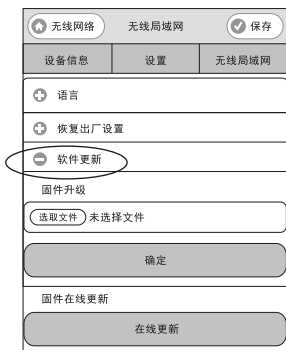 无线网络 无线局域网 保存
设备信息 设置 无线局域网
语言
恢复出厂设置
软件更新
固件升级
选取文件 未选择文件
确定
固件在线更新
在线更新